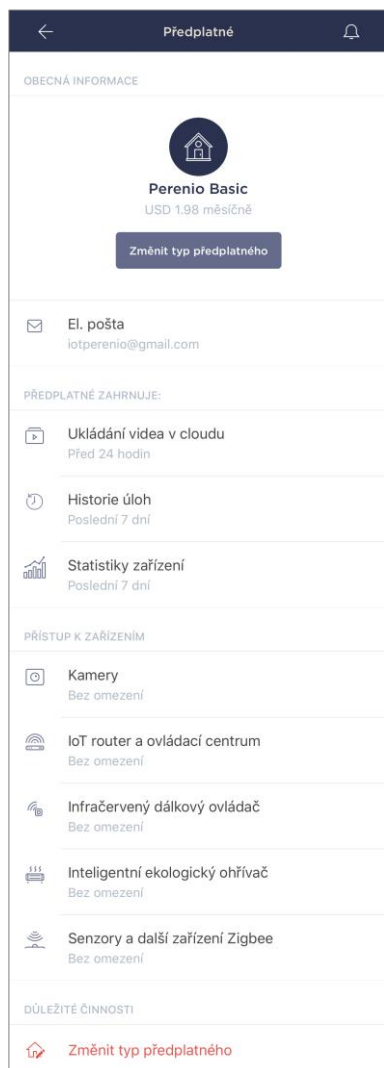 Předplatné
OBECNÁ INFORMACE
Perenio Basic
USD 1.98 měsíčně
Změnit typ předplatného
El. pošta
iotperenio@gmail.com
PŘEDPLATNÉ ZAHRNUJE:
Ukládání videa v cloudu
Před 24 hodin
Historie úloh
Poslední 7 dní
Statistiky zařízení
Poslední 7 dní
PŘÍSTUP K ZAŘÍZENÍM
Kamery
Bez omezení
IoT router a ovládací centrum
Bez omezení
Infračervený dálkový ovládač
Bez omezení
Inteligentní ekologický ohřívač
Bez omezení
Senzory a další zařízení Zigbee
Bez omezení
DŮLEŽITÉ ČINNOSTI
Změnit typ předplatného